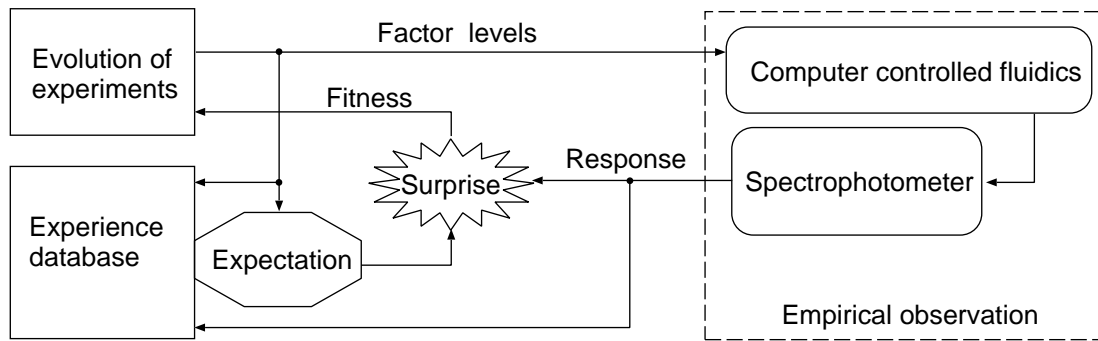 Factor levels
Evolution of
experiments
Computer controlled fluidics
Fitness
Response
Surprise
Spectrophotometer
Experience
database
Expectation
Empirical observation